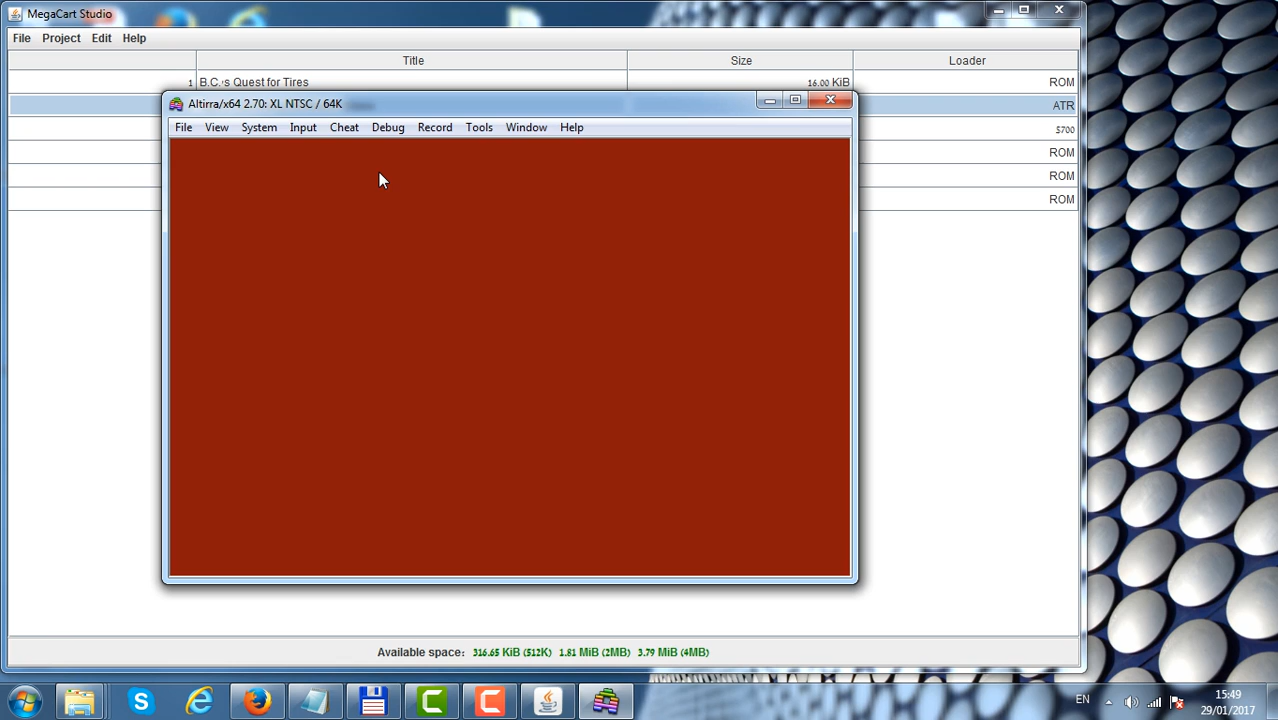 MegaCart Studio
File Project Edit Help
Title Size Loader
1 B.C.'s Quest for Tires 16.00 KiB ROM
Altirra/x64 2.70: XL NTSC / 64K
ATR
File View System Input Cheat Debug Record Tools Window Help
5700
ROM
ROM
ROM
Available space: 316.65 KiB (512K) 1.81 MiB (2MB) 3.79 MiB (4MB)
EN
15:49
29/01/2017